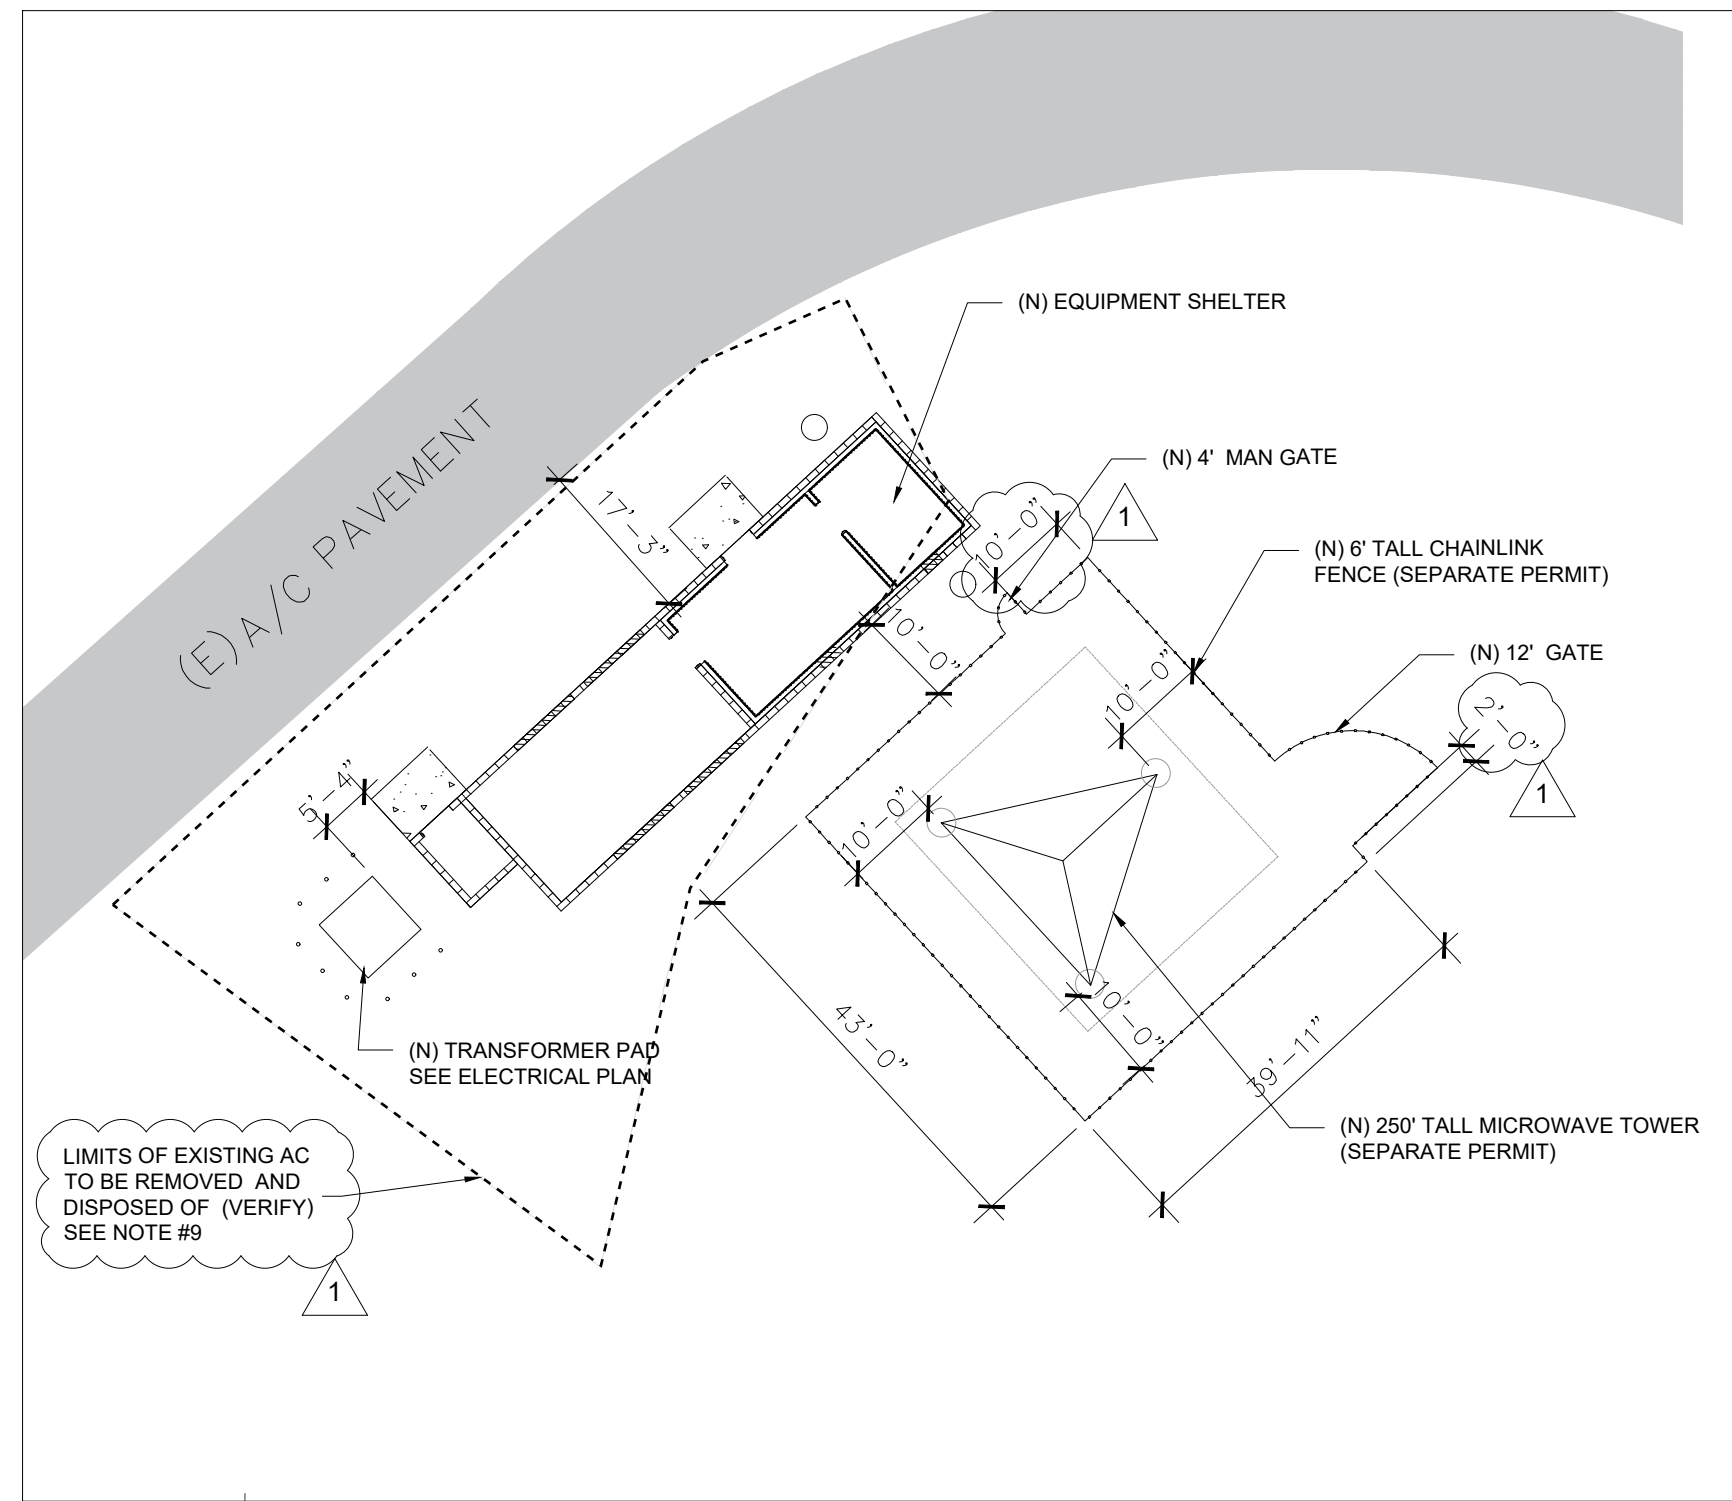 (N) EQUIPMENT SHELTER
(E) A/C PAVEMENT
(N) 4' MAN GATE
17'-3"
10'-0"
1
(N) 6' TALL CHAINLINK
FENCE (SEPARATE PERMIT)
10'-0"
10'-0"
(N) 12' GATE
2'-0"
1
5'-4"
10'-0"
43'-0"
10'-0"
39'-11"
(N) TRANSFORMER PAD
SEE ELECTRICAL PLAN
(N) 250' TALL MICROWAVE TOWER
(SEPARATE PERMIT)
LIMITS OF EXISTING AC
TO BE REMOVED AND
DISPOSED OF (VERIFY)
SEE NOTE #9
1